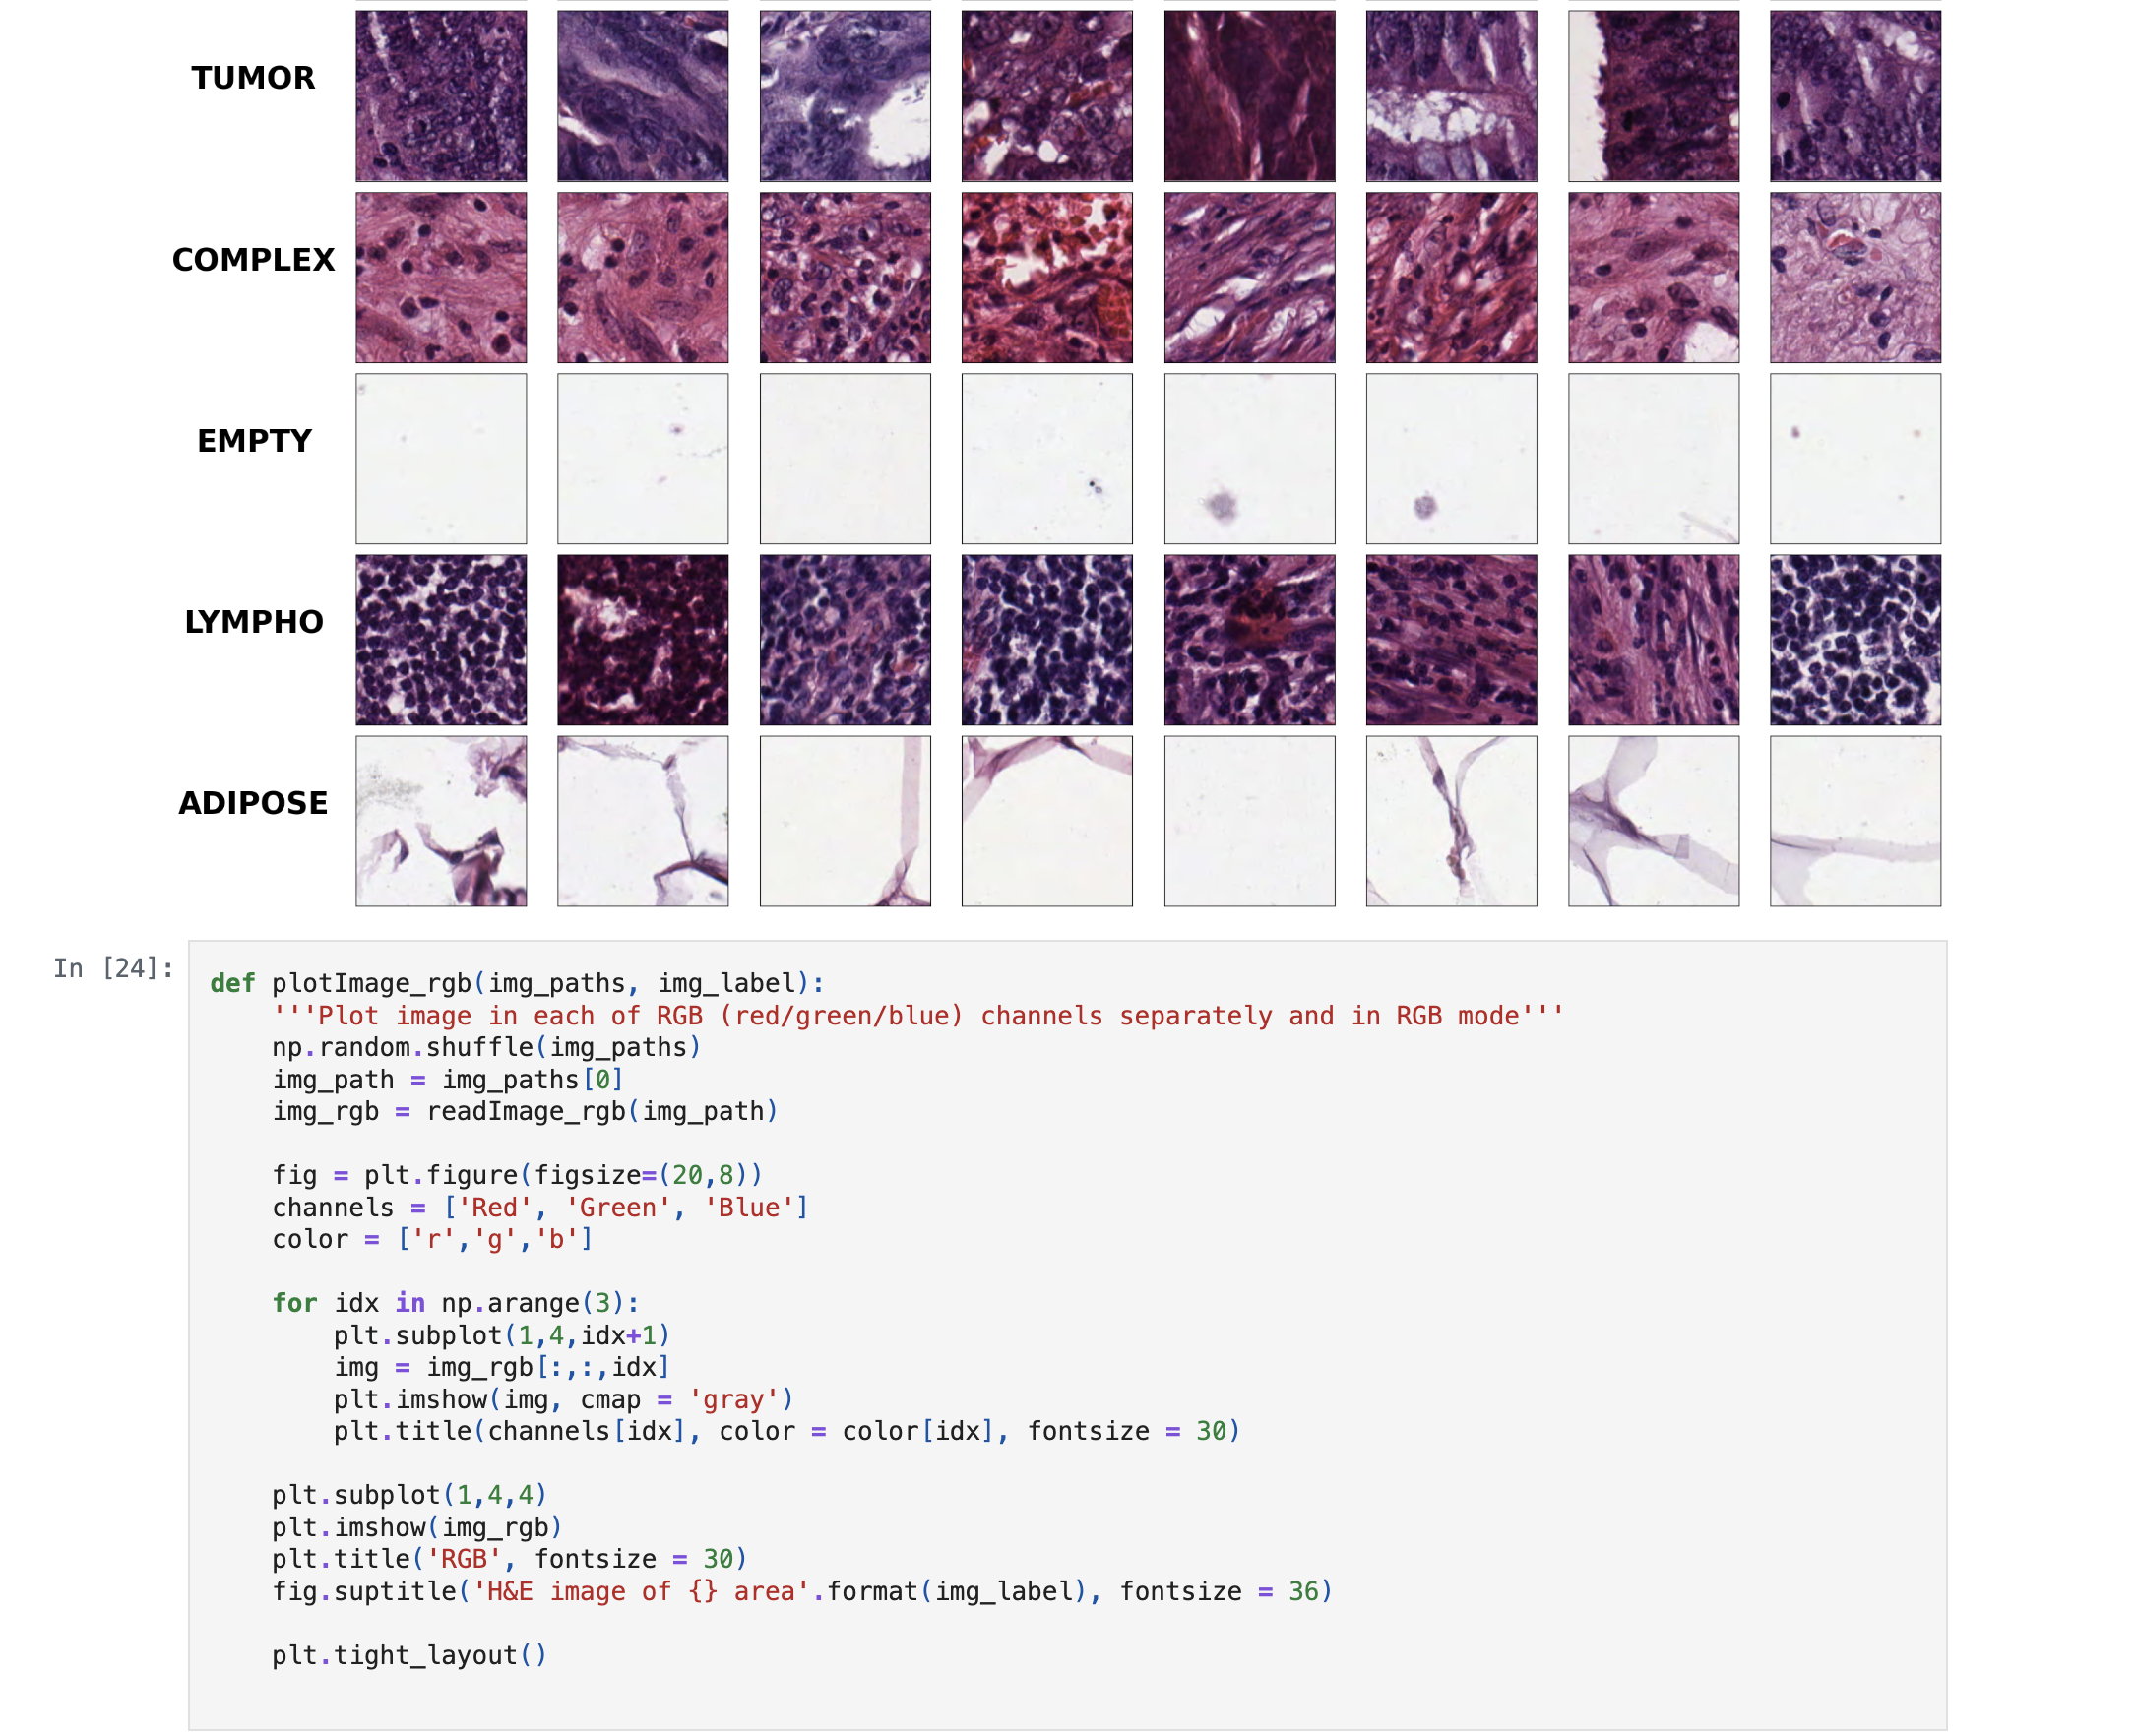 TUMOR
COMPLEX
EMPTY
LYMPHO
ADIPOSE
In [24]:
def plotImage_rgb(img_paths, img_label):
    '''Plot image in each of RGB (red/green/blue) channels separately and in RGB mode'''
    np.random.shuffle(img_paths)
    img_path = img_paths[0]
    img_rgb = readImage_rgb(img_path)

    fig = plt.figure(figsize=(20,8))
    channels = ['Red', 'Green', 'Blue']
    color = ['r','g','b']

    for idx in np.arange(3):
        plt.subplot(1,4,idx+1)
        img = img_rgb[:,:,idx]
        plt.imshow(img, cmap = 'gray')
        plt.title(channels[idx], color = color[idx], fontsize = 30)

    plt.subplot(1,4,4)
    plt.imshow(img_rgb)
    plt.title('RGB', fontsize = 30)
    fig.suptitle('H&E image of {} area'.format(img_label), fontsize = 36)

    plt.tight_layout()